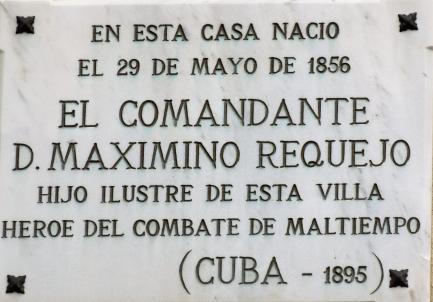 EN ESTA CASA NACIO
EL 29 DE MAYO DE 1856
EL COMANDANTE
D. MAXIMINO REQUEJO
HIJO ILUSTRE DE ESTA VILLA
HEROE DEL COMBATE DE MALTIEMPO
(CUBA - 1895)